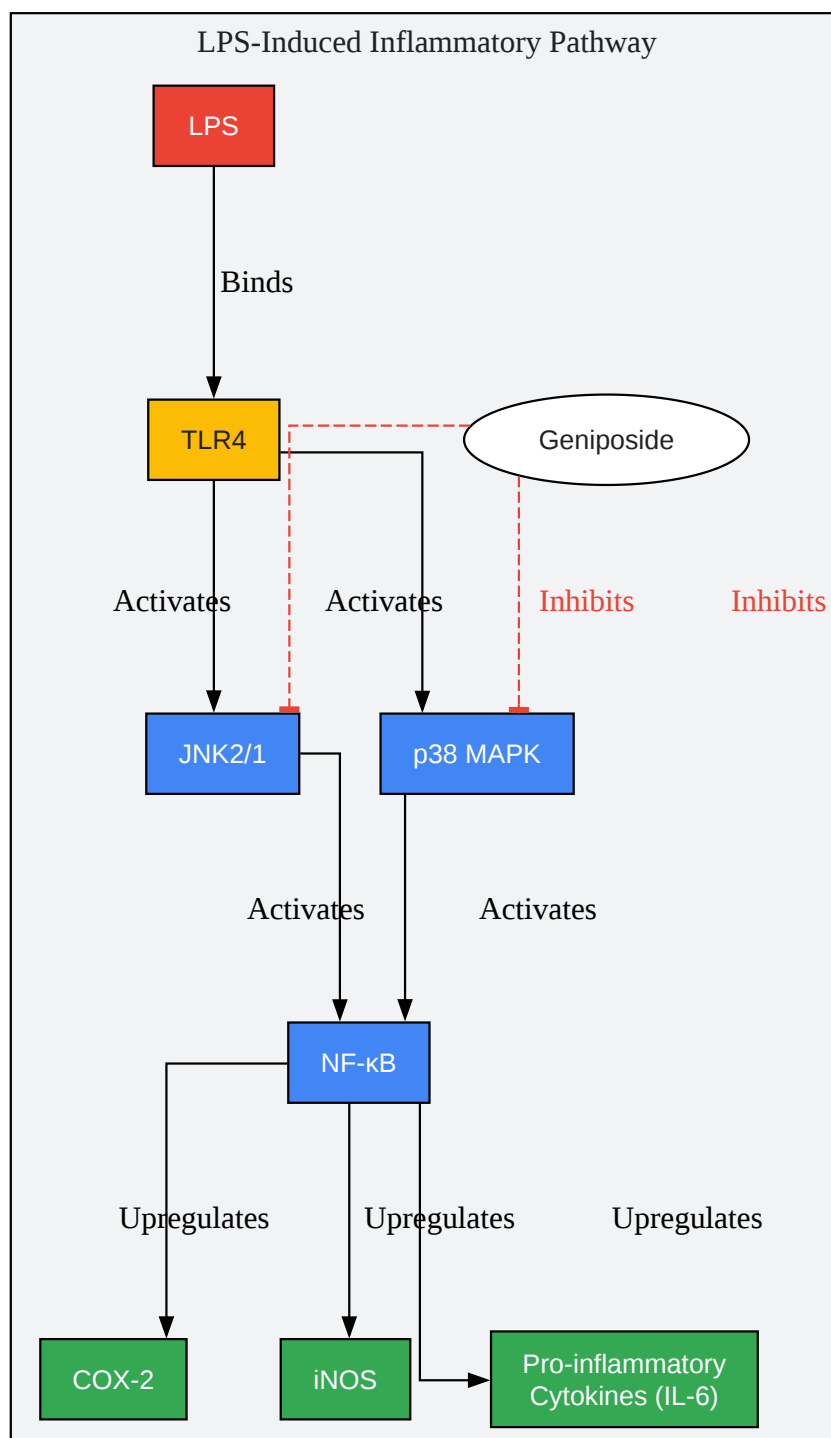 LPS-Induced Inflammatory Pathway
LPS
Binds
TLR4
Geniposide
Activates
Activates
Inhibits
Inhibits
JNK2/1
p38 MAPK
Activates
Activates
NF-κB
Upregulates
Upregulates
Upregulates
COX-2
iNOS
Pro-inflammatory
Cytokines (IL-6)